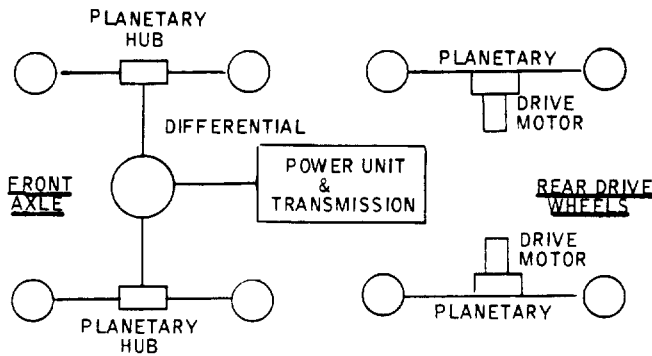 PLANETARY
HUB
PLANETARY
DRIVE
MOTOR
DIFFERENTIAL
POWER UNIT
&
TRANSMISSION
FRONT
AXLE
REAR DRIVE
WHEELS
DRIVE
MOTOR
PLANETARY
PLANETARY
HUB